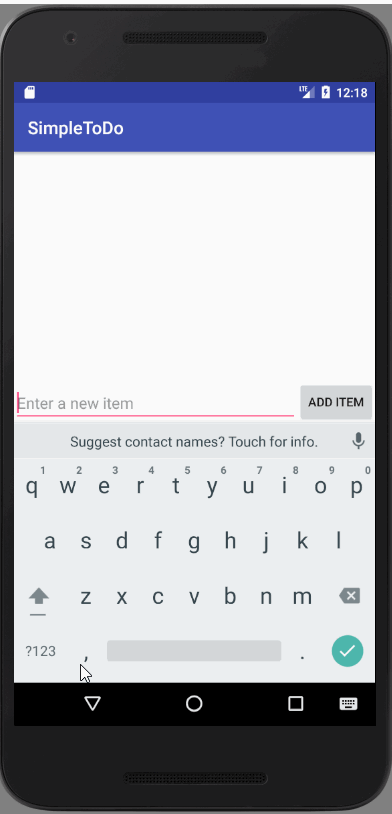 LTE 12:18
SimpleToDo
Enter a new item ADD ITEM
Suggest contact names? Touch for info.
1 2 3 4 5 6 7 8 9 0
q w e r t y u i o p
a s d f g h j k l
z x c v b n m
?123 , .